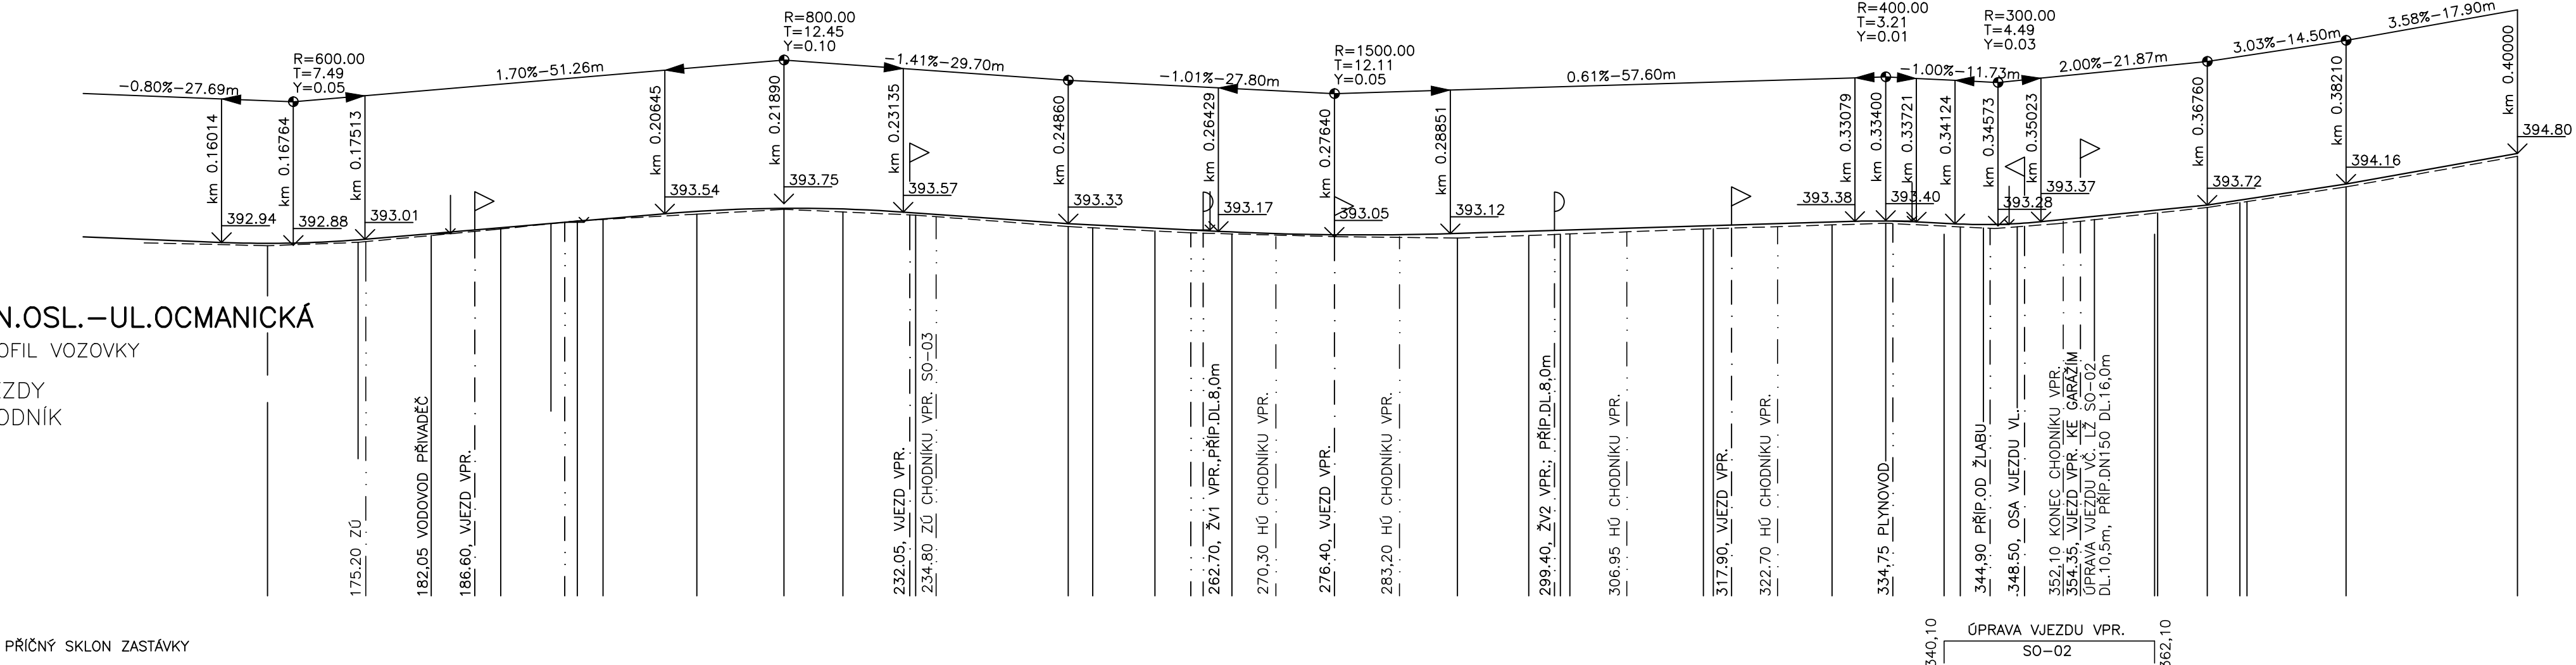 R=600.00
T=7.49
Y=0.05
R=800.00
T=12.45
Y=0.10
R=1500.00
T=12.11
Y=0.05
R=400.00
T=3.21
Y=0.01
R=300.00
T=4.49
Y=0.03
-0.80%-27.69m
1.70%-51.26m
-1.41%-29.70m
-1.01%-27.80m
0.61%-57.60m
-1.00%-11.73m
2.00%-21.87m
3.03%-14.50m
3.58%-17.90m
km 0.16014
km 0.16764
km 0.17513
km 0.20645
km 0.21890
km 0.23135
km 0.24860
km 0.26429
km 0.27640
km 0.28851
km 0.33079
km 0.33400
km 0.33721
km 0.34124
km 0.34573
km 0.35023
km 0.36760
km 0.38210
km 0.40000
392.94
392.88
393.01
393.54
393.75
393.57
393.33
393.17
393.05
393.12
393.38
393.40
393.28
393.37
393.72
394.16
394.80
N.OSL.-UL.OCMANICKÁ
OFIL VOZOVKY
EZDY
ODNÍK
175.20 ZÚ
182,05 VODOVOD PŘIVADĚČ
186.60, VJEZD VPR.
232.05, VJEZD VPR.
234.80 ZÚ CHODNÍKU VPR. SO-03
262.70, ŽV1 VPR.,PŘÍP.DL.8,0m
270,30 HÚ CHODNÍKU VPR.
276.40, VJEZD VPR.
283,20 HÚ CHODNÍKU VPR.
299.40, ŽV2 VPR.; PŘÍP.DL.8,0m
306.95 HÚ CHODNÍKU VPR.
317.90, VJEZD VPR.
322.70 HÚ CHODNÍKU VPR.
334,75 PLYNOVOD
344,90 PŘÍP.OD ŽLABU
348.50, OSA VJEZDU VL.
352,10 KONEC CHODNÍKU VPR.
354.35, VJEZD VPR. KE GARÁŽÍM
ÚPRAVA VJEZDU VČ. LŽ SO-02
DL.10,5m, PŘÍP.DN150 DL.16,0m
PŘÍČNÝ SKLON ZASTÁVKY
340,10
ÚPRAVA VJEZDU VPR.
SO-02
362,10